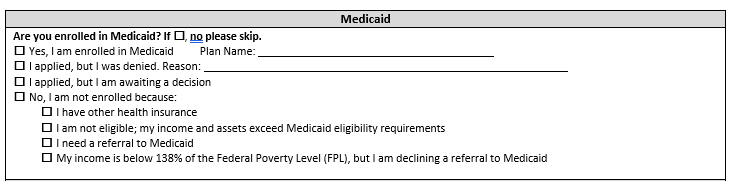 Medicaid
Are you enrolled in Medicaid? If ☐, no please skip.
☐ Yes, I am enrolled in Medicaid Plan Name: ____________________
☐ I applied, but I was denied. Reason: ____________________
☐ I applied, but I am awaiting a decision
☐ No, I am not enrolled because:
☐ I have other health insurance
☐ I am not eligible; my income and assets exceed Medicaid eligibility requirements
☐ I need a referral to Medicaid
☐ My income is below 138% of the Federal Poverty Level (FPL), but I am declining a referral to Medicaid